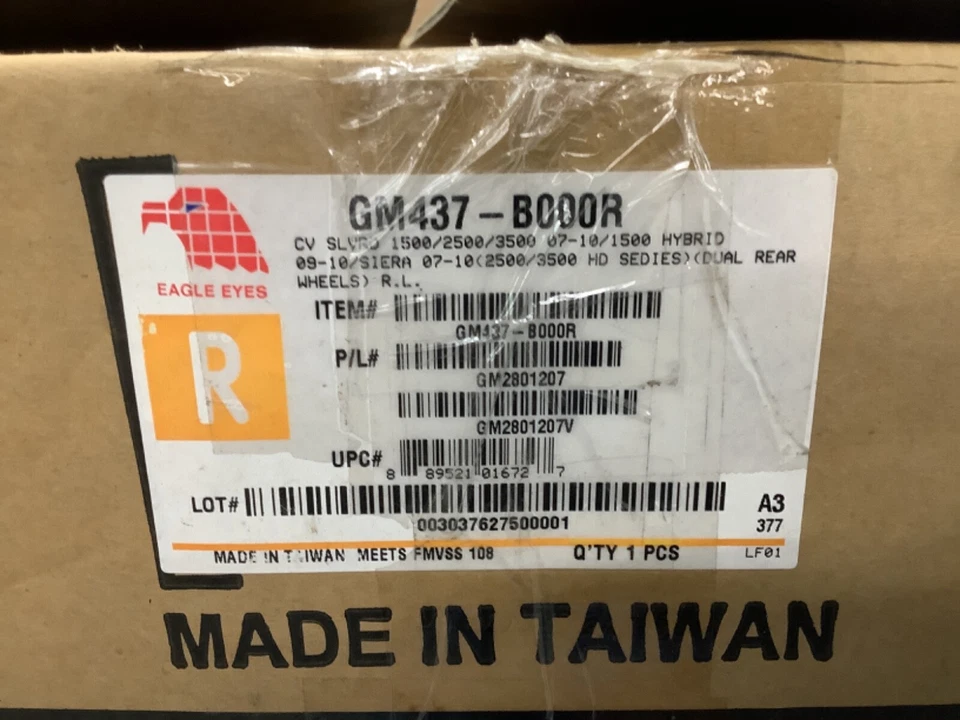 GM437-B000R
CV SLVRD 1500/2500/3500 07-10/1500 HYBRID
09-10/SIERA 07-10(2500/3500 HD SEDIES)(DUAL REAR
WHEELS) R.L.
EAGLE EYES
R
ITEM#
GM437-B000R
P/L#
GM2801207
GM2801207V
UPC#
8 89521 01672 7
LOT#
003037627500001
A3
377
MADE IN TAIWAN MEETS FMVSS 108
Q'TY 1 PCS
LF01
MADE IN TAIWAN